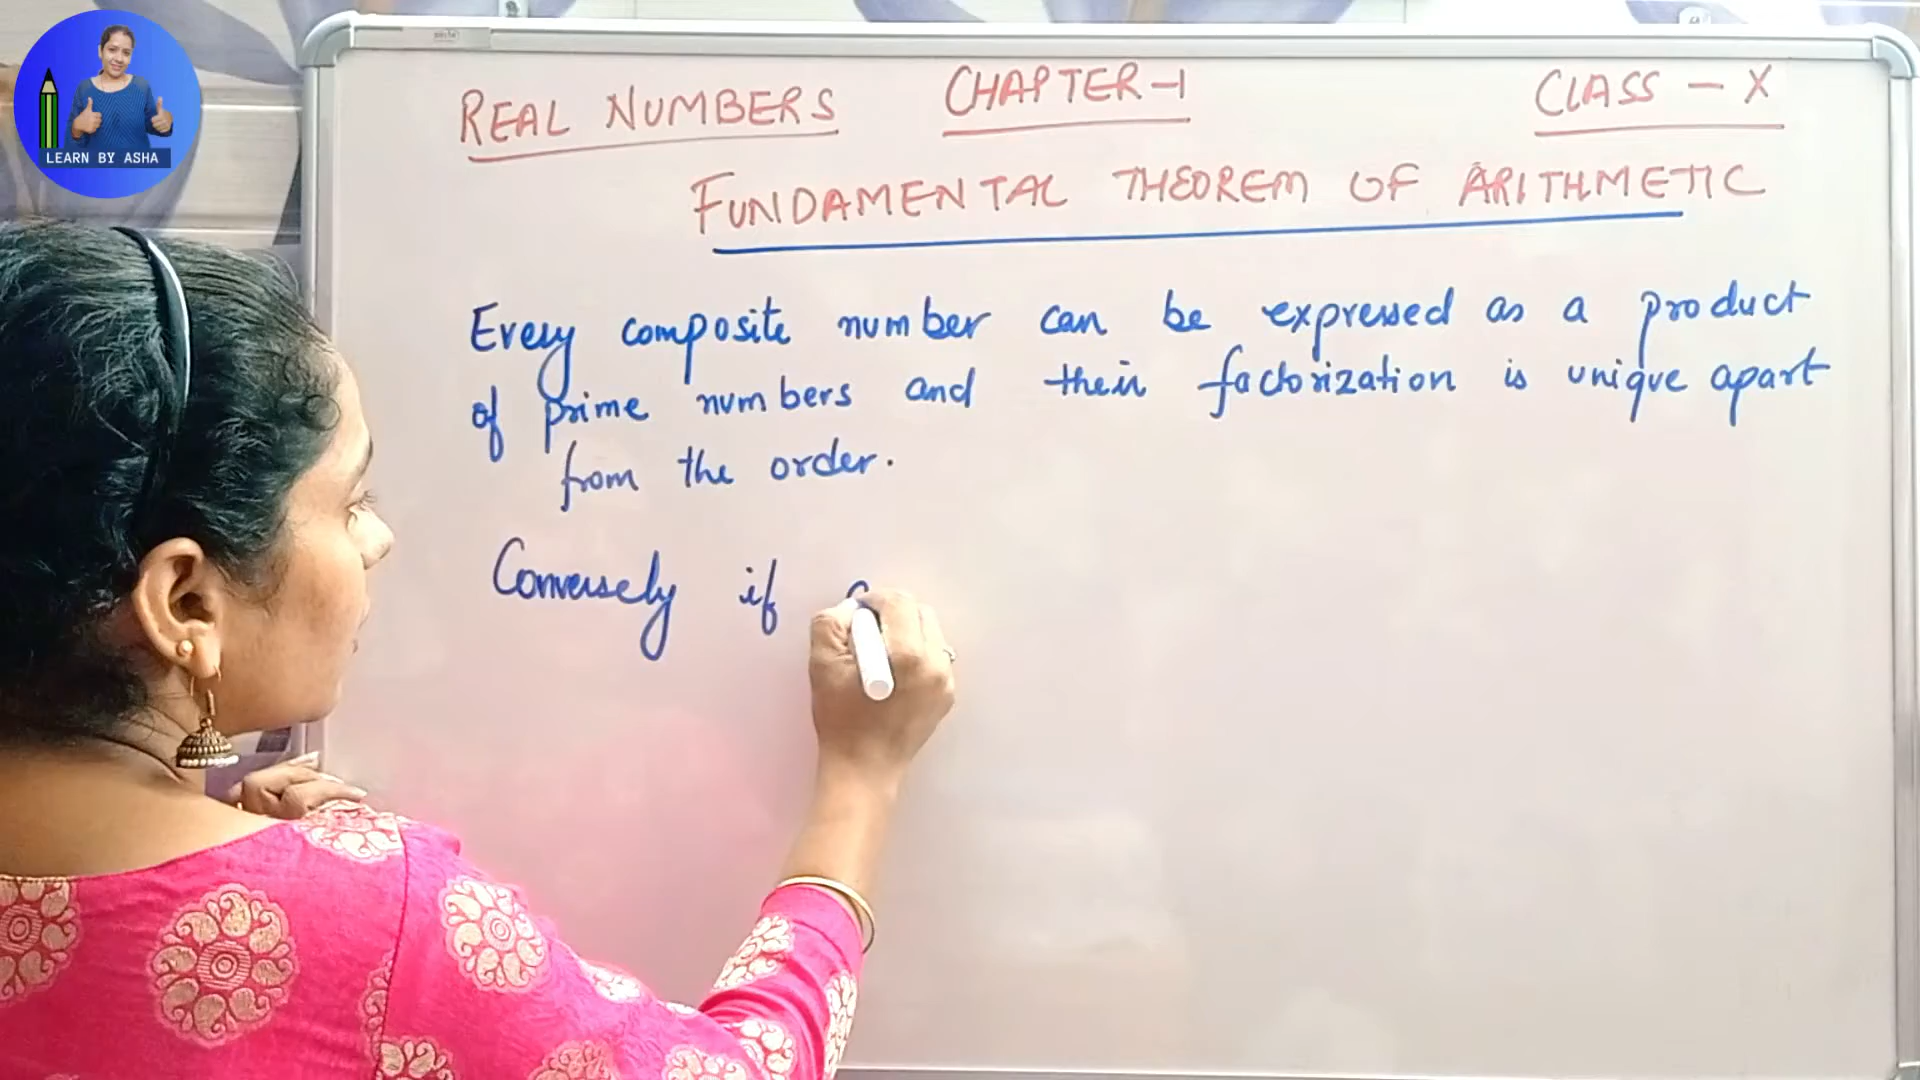 LEARN BY ASHA
REAL NUMBERS CHAPTER-1 CLASS - X
FUNDAMENTAL THEOREM OF ARITHMETIC
Every composite number can be expressed as a product
of prime numbers and their factorization is unique apart
from the order.
Conversely if